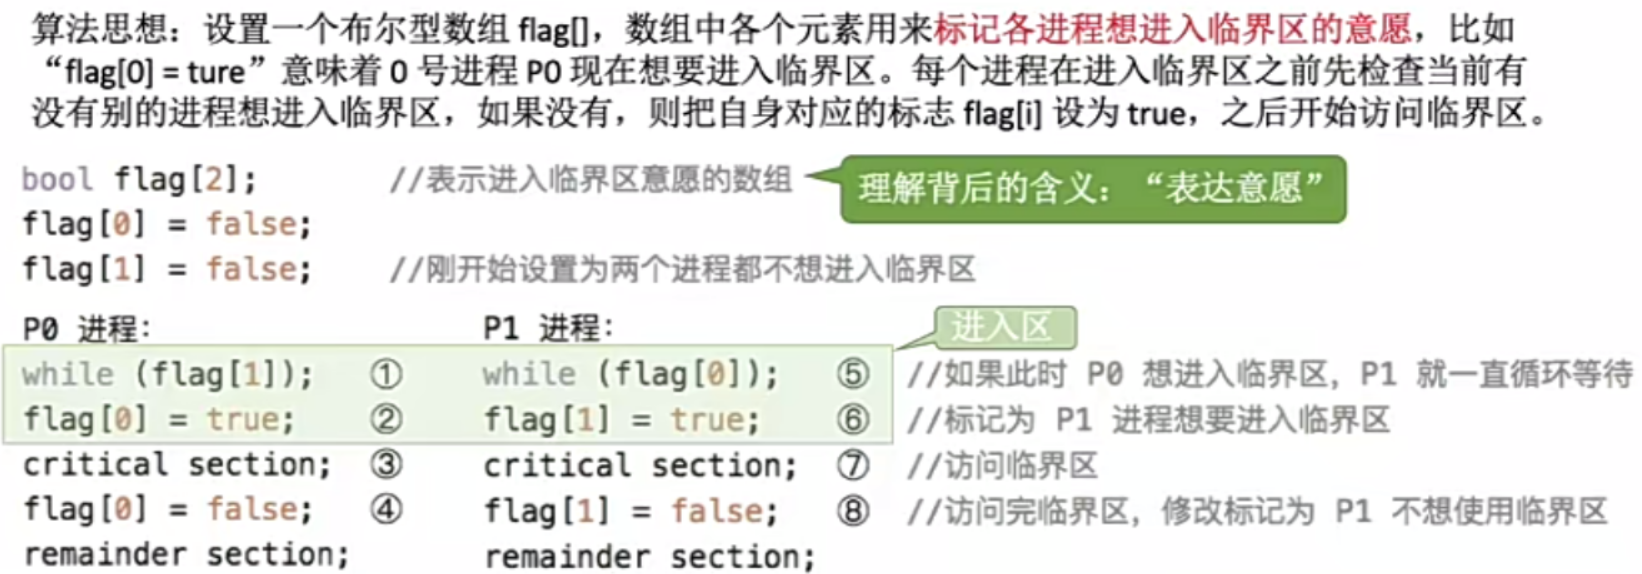 算法思想：设置一个布尔型数组 flag[]，数组中各个元素用来标记各进程想进入临界区的意愿，比如
“flag[0] = ture”意味着 0 号进程 P0 现在想要进入临界区。每个进程在进入临界区之前先检查当前有
没有别的进程想进入临界区，如果没有，则把自身对应的标志 flag[i] 设为 true，之后开始访问临界区。
bool flag[2]; //表示进入临界区意愿的数组
理解背后的含义：“表达意愿”
flag[0] = false;
flag[1] = false; //刚开始设置为两个进程都不想进入临界区
P0 进程: P1 进程: 进入区
while (flag[1]); ① while (flag[0]); ⑤ //如果此时 P0 想进入临界区，P1 就一直循环等待
flag[0] = true; ② flag[1] = true; ⑥ //标记为 P1 进程想要进入临界区
critical section; ③ critical section; ⑦ //访问临界区
flag[0] = false; ④ flag[1] = false; ⑧ //访问完临界区，修改标记为 P1 不想使用临界区
remainder section; remainder section;